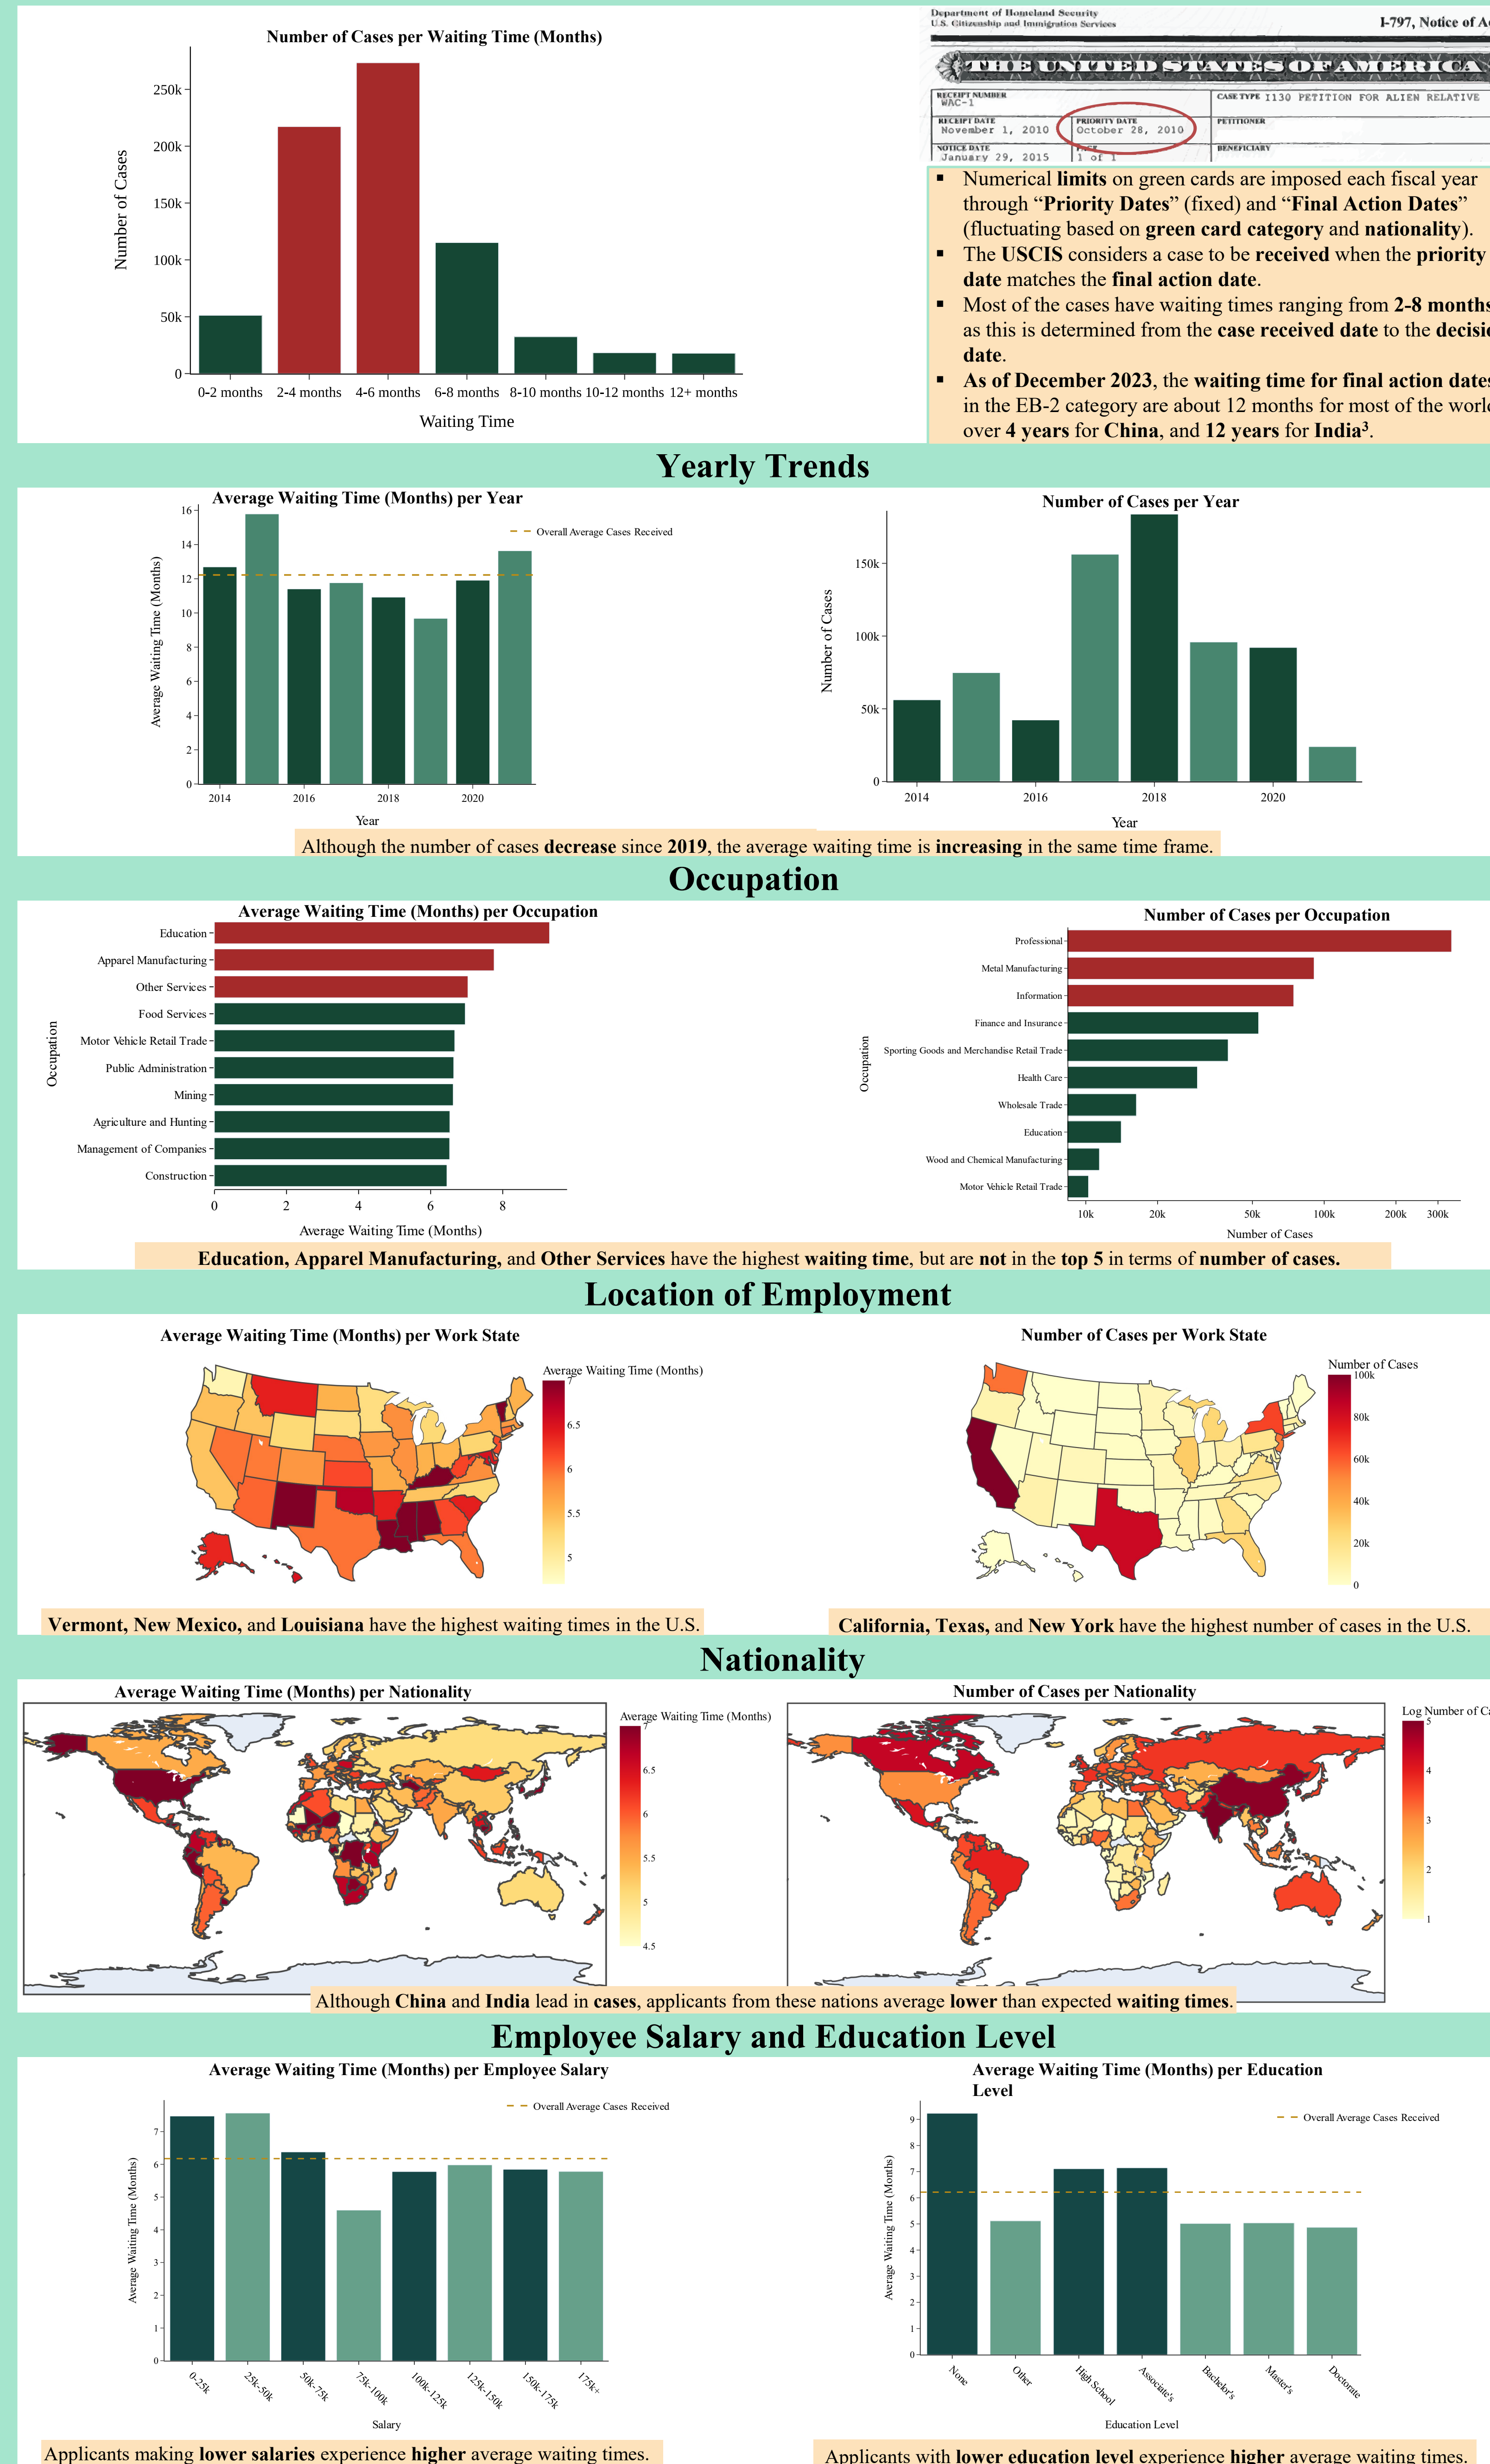 Number of Cases per Waiting Time (Months)
Number of Cases
250k
200k
150k
100k
50k
0
0-2 months 2-4 months 4-6 months 6-8 months 8-10 months 10-12 months 12+ months
Waiting Time
Department of Homeland Security
U.S. Citizenship and Immigration Services
I-797, Notice of
THE UNITED STATES OF AMERICA
RECEIPT NUMBER
WAC-1
CASE TYPE I130 PETITION FOR ALIEN RELATIVE
RECEIPT DATE
November 1, 2010
PRIORITY DATE
October 28, 2010
PETITIONER
NOTICE DATE
January 29, 2015
PAGE
1 of 1
BENEFICIARY
▪ Numerical limits on green cards are imposed each fiscal year
through “Priority Dates” (fixed) and “Final Action Dates”
(fluctuating based on green card category and nationality).
▪ The USCIS considers a case to be received when the priority
date matches the final action date.
▪ Most of the cases have waiting times ranging from 2-8 months
as this is determined from the case received date to the decisi
date.
▪ As of December 2023, the waiting time for final action dates
in the EB-2 category are about 12 months for most of the world
over 4 years for China, and 12 years for India3.
Yearly Trends
Average Waiting Time (Months) per Year
Overall Average Cases Received
Average Waiting Time (Months)
16
14
12
10
8
6
4
2
0
2014 2016 2018 2020
Year
Number of Cases per Year
Number of Cases
150k
100k
50k
0
2014 2016 2018 2020
Year
Although the number of cases decrease since 2019, the average waiting time is increasing in the same time frame.
Occupation
Average Waiting Time (Months) per Occupation
Occupation
Education
Apparel Manufacturing
Other Services
Food Services
Motor Vehicle Retail Trade
Public Administration
Mining
Agriculture and Hunting
Management of Companies
Construction
0 2 4 6 8
Average Waiting Time (Months)
Number of Cases per Occupation
Occupation
Professional
Metal Manufacturing
Information
Finance and Insurance
Sporting Goods and Merchandise Retail Trade
Health Care
Wholesale Trade
Education
Wood and Chemical Manufacturing
Motor Vehicle Retail Trade
10k 20k 50k 100k 200k 300k
Number of Cases
Education, Apparel Manufacturing, and Other Services have the highest waiting time, but are not in the top 5 in terms of number of cases.
Location of Employment
Average Waiting Time (Months) per Work State
Average Waiting Time (Months)
7
6.5
6
5.5
5
Vermont, New Mexico, and Louisiana have the highest waiting times in the U.S.
Number of Cases per Work State
Number of Cases
100k
80k
60k
40k
20k
0
California, Texas, and New York have the highest number of cases in the U.S.
Nationality
Average Waiting Time (Months) per Nationality
Average Waiting Time (Months)
7
6.5
6
5.5
5
4.5
Number of Cases per Nationality
Log Number of Ca
5
4
3
2
1
Although China and India lead in cases, applicants from these nations average lower than expected waiting times.
Employee Salary and Education Level
Average Waiting Time (Months) per Employee Salary
Overall Average Cases Received
Average Waiting Time (Months)
7
6
5
4
3
2
1
0
0-25k 25k-50k 50k-75k 75k-100k 100k-125k 125k-150k 150k-175k 175k+
Salary
Applicants making lower salaries experience higher average waiting times.
Average Waiting Time (Months) per Education
Level
Overall Average Cases Received
Average Waiting Time (Months)
9
8
7
6
5
4
3
2
1
0
None Other High School Associate's Bachelor's Master's Doctorate
Education Level
Applicants with lower education level experience higher average waiting times.